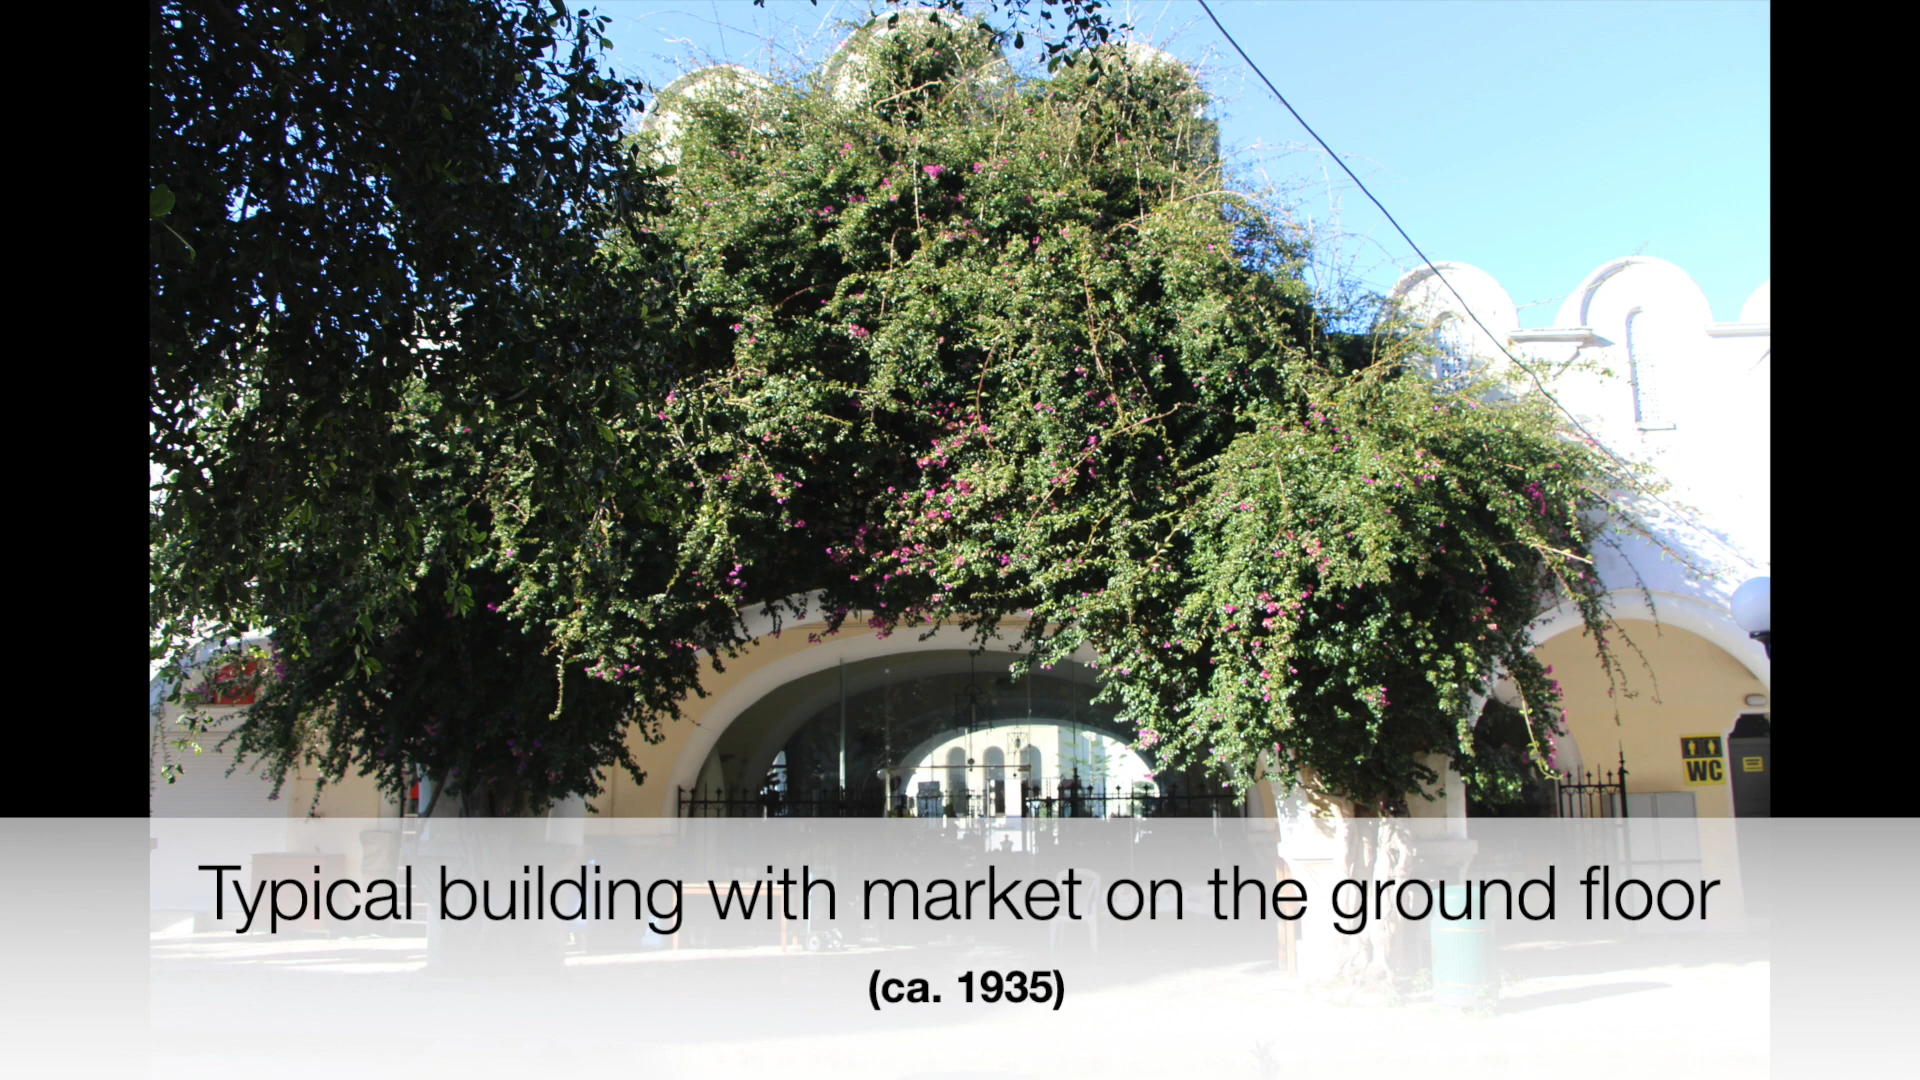 WC
Typical building with market on the ground floor
(ca. 1935)